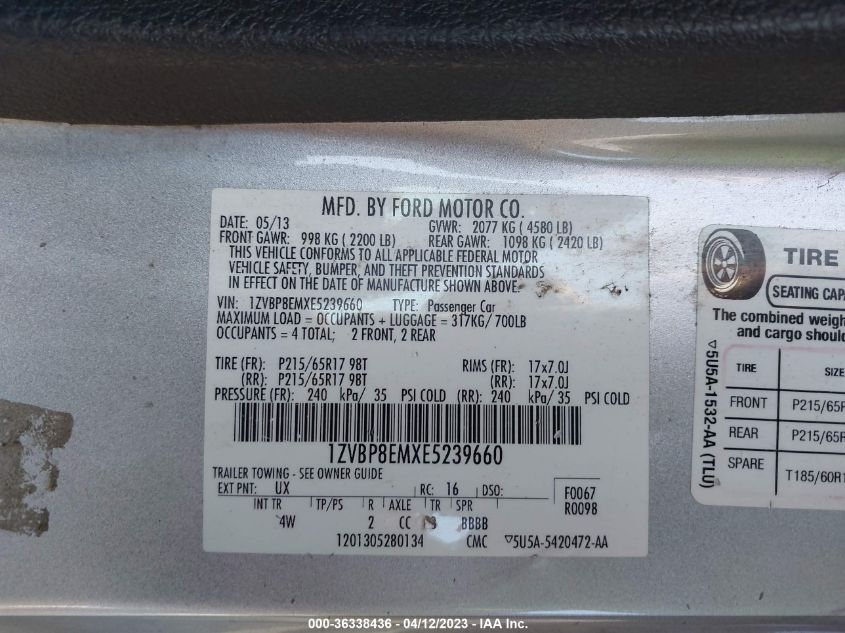 MFD. BY FORD MOTOR CO.
DATE: 05/13 GVWR: 2077 KG ( 4580 LB)
FRONT GAWR: 998 KG ( 2200 LB) REAR GAWR: 1098 KG ( 2420 LB)
THIS VEHICLE CONFORMS TO ALL APPLICABLE FEDERAL MOTOR
VEHICLE SAFETY, BUMPER, AND THEFT PREVENTION STANDARDS
IN EFFECT ON THE DATE OF MANUFACTURE SHOWN ABOVE.
VIN: 1ZVBP8EMXE5239660 TYPE: Passenger Car
MAXIMUM LOAD = OCCUPANTS + LUGGAGE = 317KG/ 700LB
OCCUPANTS = 4 TOTAL; 2 FRONT, 2 REAR
TIRE (FR): P215/65R17 98T RIMS (FR): 17x7.0J
(RR): P215/65R17 98T (RR): 17x7.0J
PRESSURE (FR): 240 kPa/ 35 PSI COLD (RR): 240 kPa/ 35 PSI COLD
1ZVBP8EMXE5239660
TRAILER TOWING - SEE OWNER GUIDE
EXT PNT: UX RC: 16 DSO: F0067
R0098
INT TR TP/PS R AXLE TR SPR
4W 2 CC BBBB
1201305280134 CMC ▽5U5A-5420472-AA
TIRE
SEATING CAPA
The combined weigh
and cargo should
TIRE SIZE
FRONT P215/65R
REAR P215/65R
SPARE T185/60R1
▽5U5A-1532-AA (TLU)
000-36338436 - 04/12/2023 - IAA Inc.